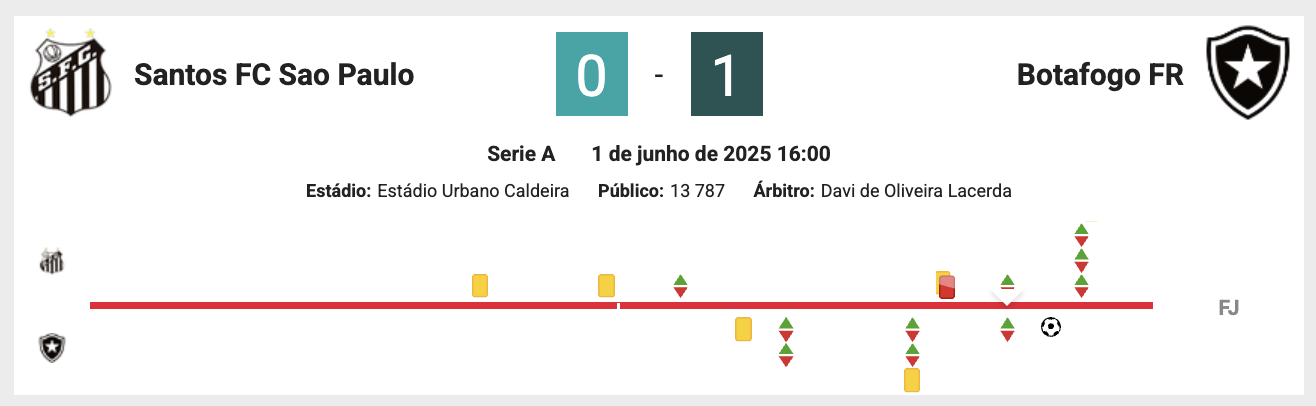 S.F.C.
Santos FC Sao Paulo
0 - 1
Botafogo FR
Serie A 1 de junho de 2025 16:00
Estádio: Estádio Urbano Caldeira Público: 13 787 Árbitro: Davi de Oliveira Lacerda
FJ